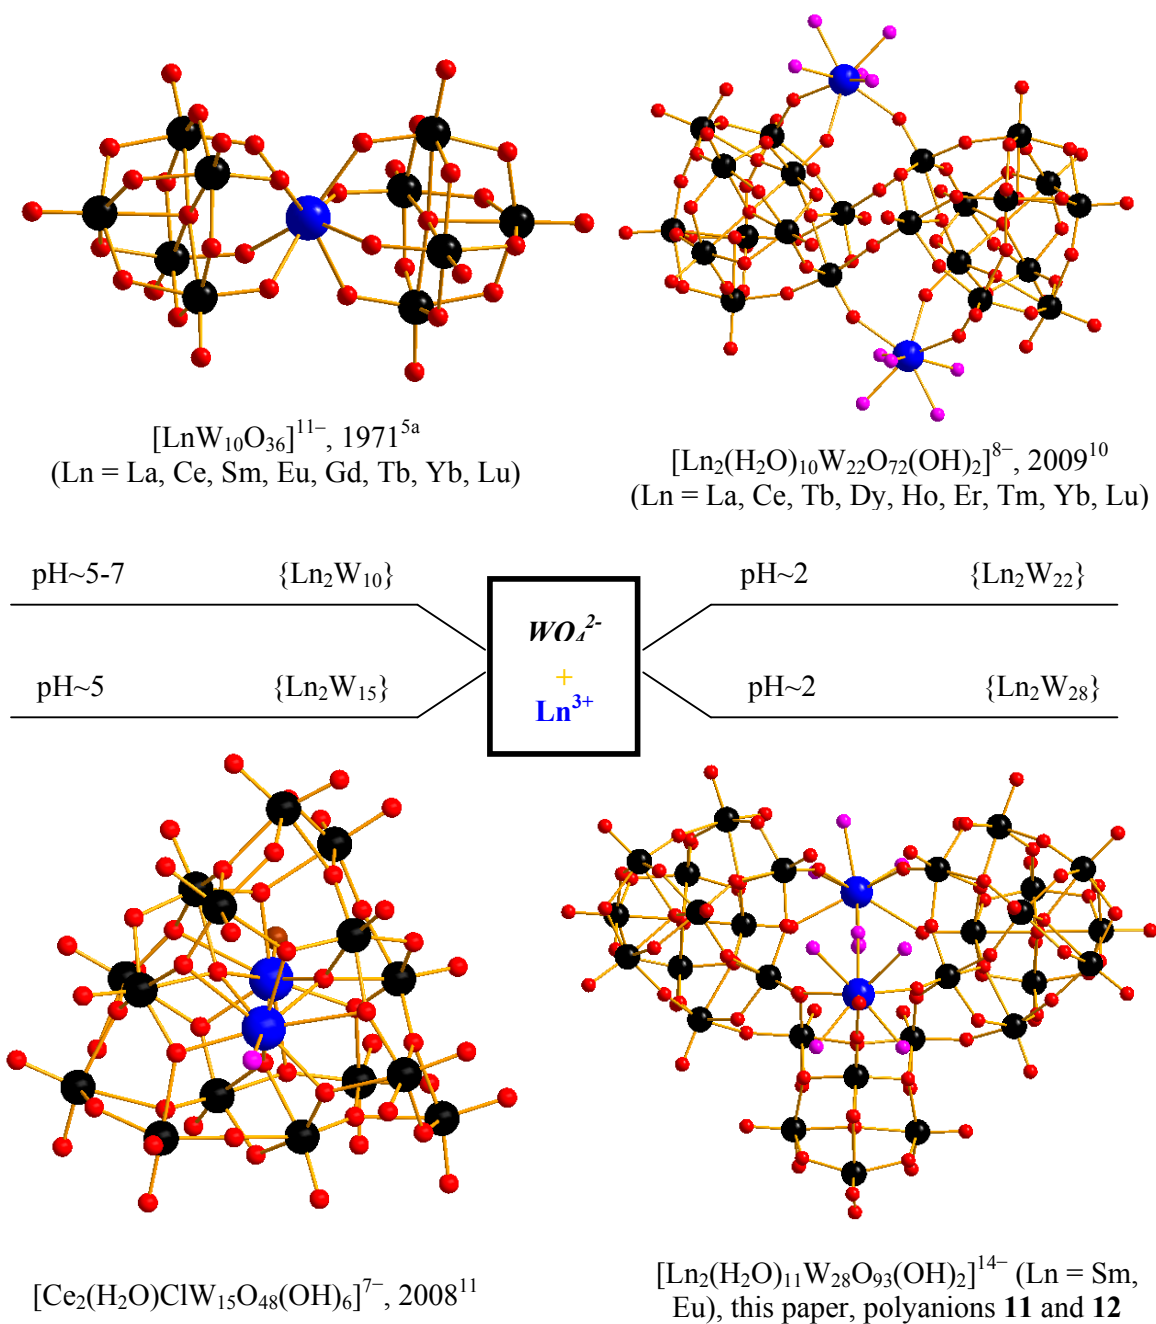 [LnW₁₀O₃₆]¹¹⁻, 1971⁵ᵃ
(Ln = La, Ce, Sm, Eu, Gd, Tb, Yb, Lu)
[Ln₂(H₂O)₁₀W₂₂O₇₂(OH)₂]⁸⁻, 2009¹⁰
(Ln = La, Ce, Tb, Dy, Ho, Er, Tm, Yb, Lu)
pH~5-7 {Ln₂W₁₀}
pH~5 {Ln₂W₁₅}
WO₄²⁻
+
Ln³⁺
pH~2 {Ln₂W₂₂}
pH~2 {Ln₂W₂₈}
[Ce₂(H₂O)ClW₁₅O₄₈(OH)₆]⁷⁻, 2008¹¹
[Ln₂(H₂O)₁₁W₂₈O₉₃(OH)₂]¹⁴⁻ (Ln = Sm,
Eu), this paper, polyanions 11 and 12